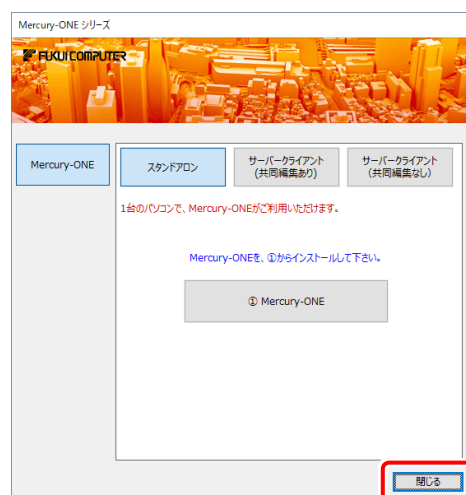 Mercury-ONE シリーズ
FUKUI COMPUTER
Mercury-ONE
スタンドアロン
サーバークライアント
(共同編集あり)
サーバークライアント
(共同編集なし)
1台のパソコンで、Mercury-ONEがご利用いただけます。
Mercury-ONEを、①からインストールして下さい。
① Mercury-ONE
閉じる